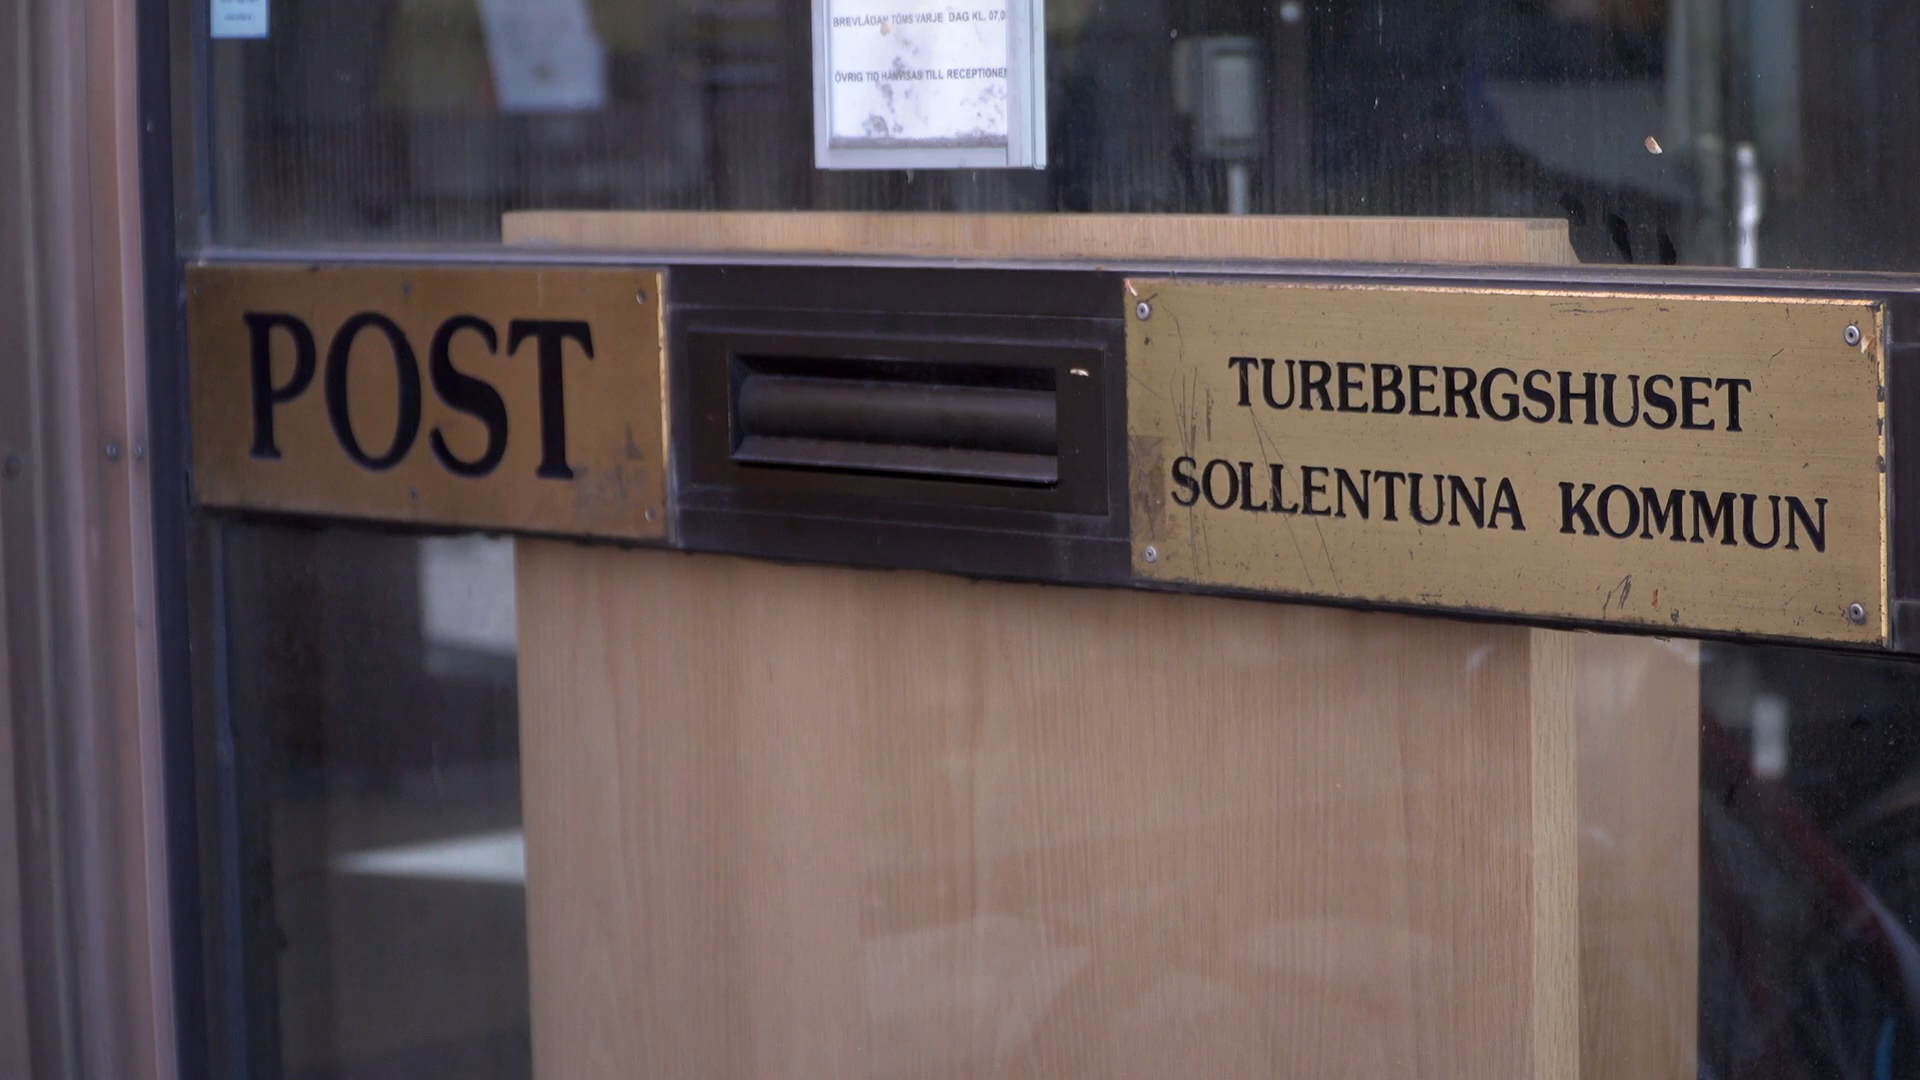 BREVLÅDAN TÖMS VARJE DAG KL. 07,0
ÖVRIG TID HÄNVISAS TILL RECEPTIONEN
POST
TUREBERGSHUSET
SOLLENTUNA KOMMUN